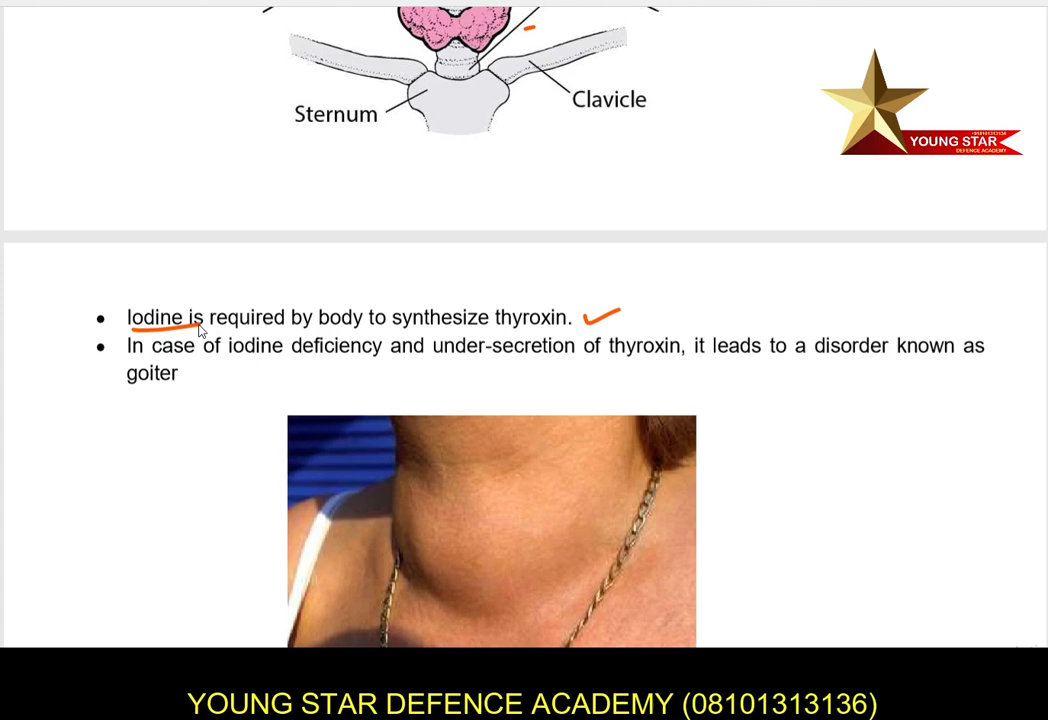 Sternum
Clavicle
+918101313136
YOUNG STAR
DEFENCE ACADEMY
• Iodine is required by body to synthesize thyroxin.
• In case of iodine deficiency and under-secretion of thyroxin, it leads to a disorder known as
goiter
YOUNG STAR DEFENCE ACADEMY (08101313136)